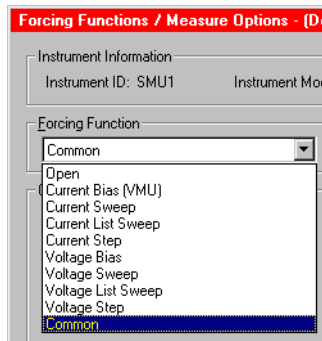 Forcing Functions / Measure Options - (De
Instrument Information
Instrument ID: SMU1 Instrument Mo
Forcing Function
Common
Open
Current Bias (VMU)
Current Sweep
Current List Sweep
Current Step
Voltage Bias
Voltage Sweep
Voltage List Sweep
Voltage Step
Common